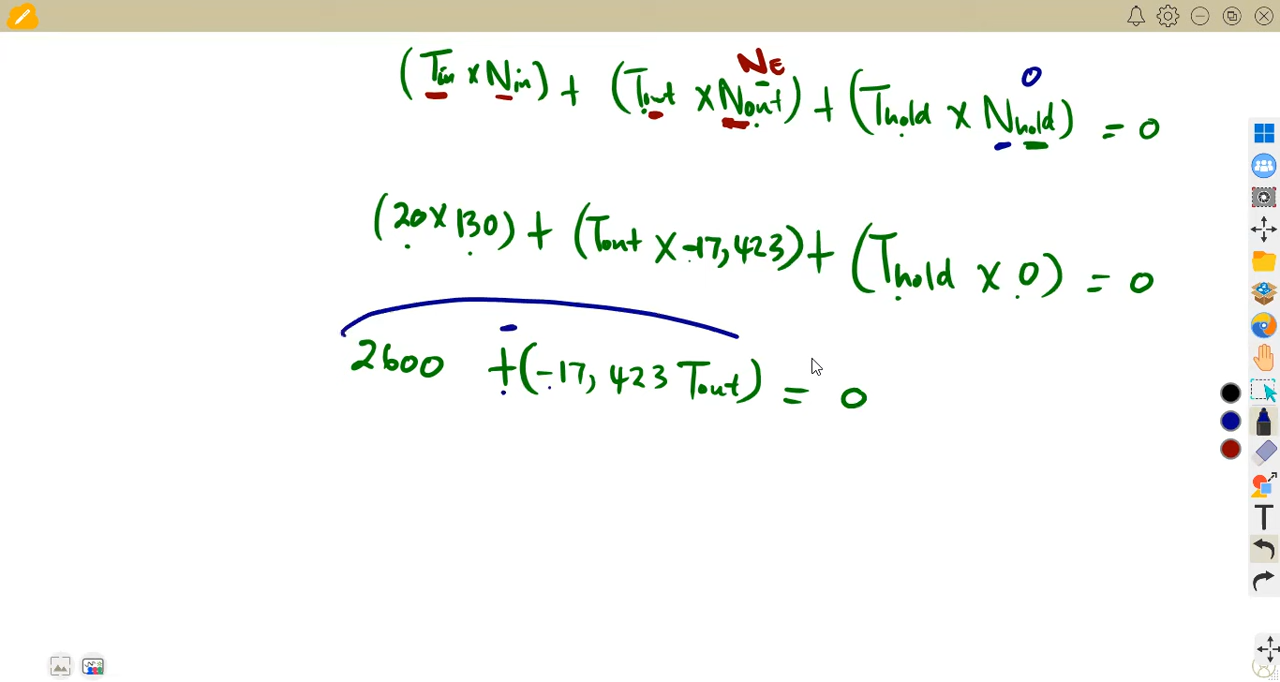 NE
0
(Tin x Nin) + (Tout x Nout) + (Thold x Nhold) = 0
(20 x 130) + (Tout x -17,423) + (Thold x 0) = 0
-
2600 + (-17,423 Tout) = 0
T